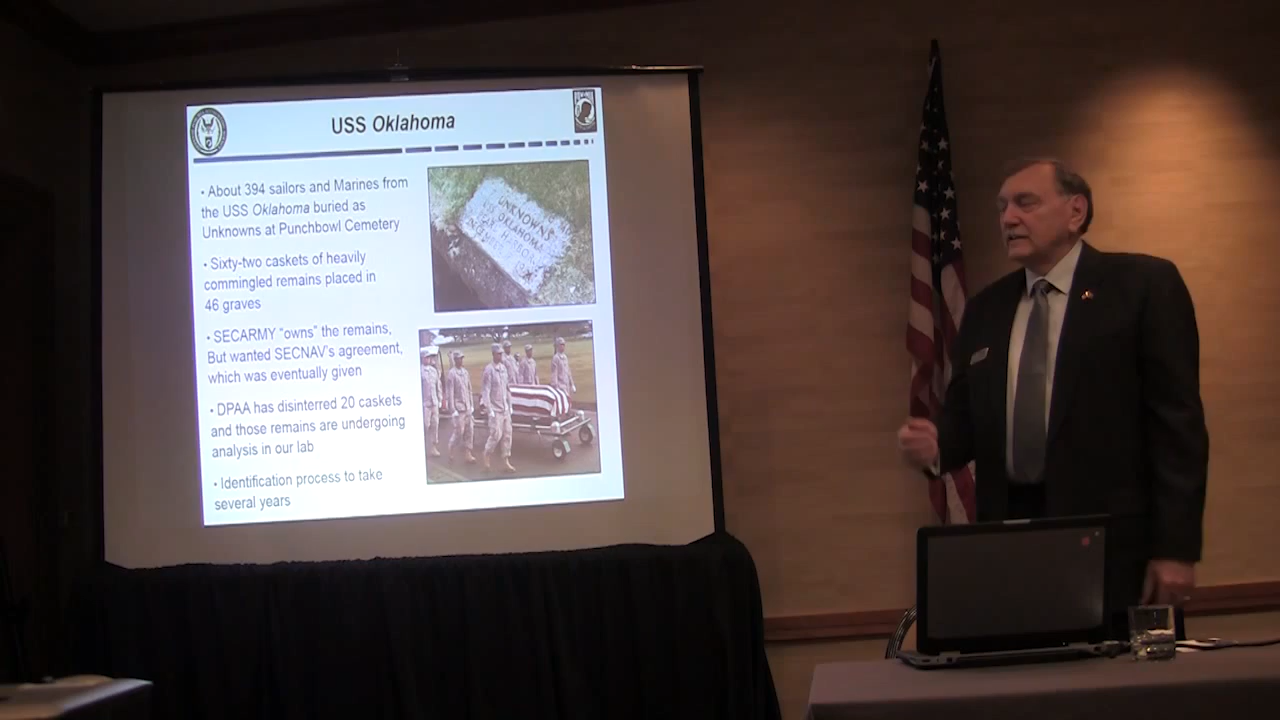 USS Oklahoma
• About 394 sailors and Marines from
the USS Oklahoma buried as
Unknowns at Punchbowl Cemetery
• Sixty-two caskets of heavily
commingled remains placed in
46 graves
• SECARMY "owns" the remains,
But wanted SECNAV's agreement,
which was eventually given
• DPAA has disinterred 20 caskets
and those remains are undergoing
analysis in our lab
• Identification process to take
several years
UNKNOWNS
OKLAHOMA